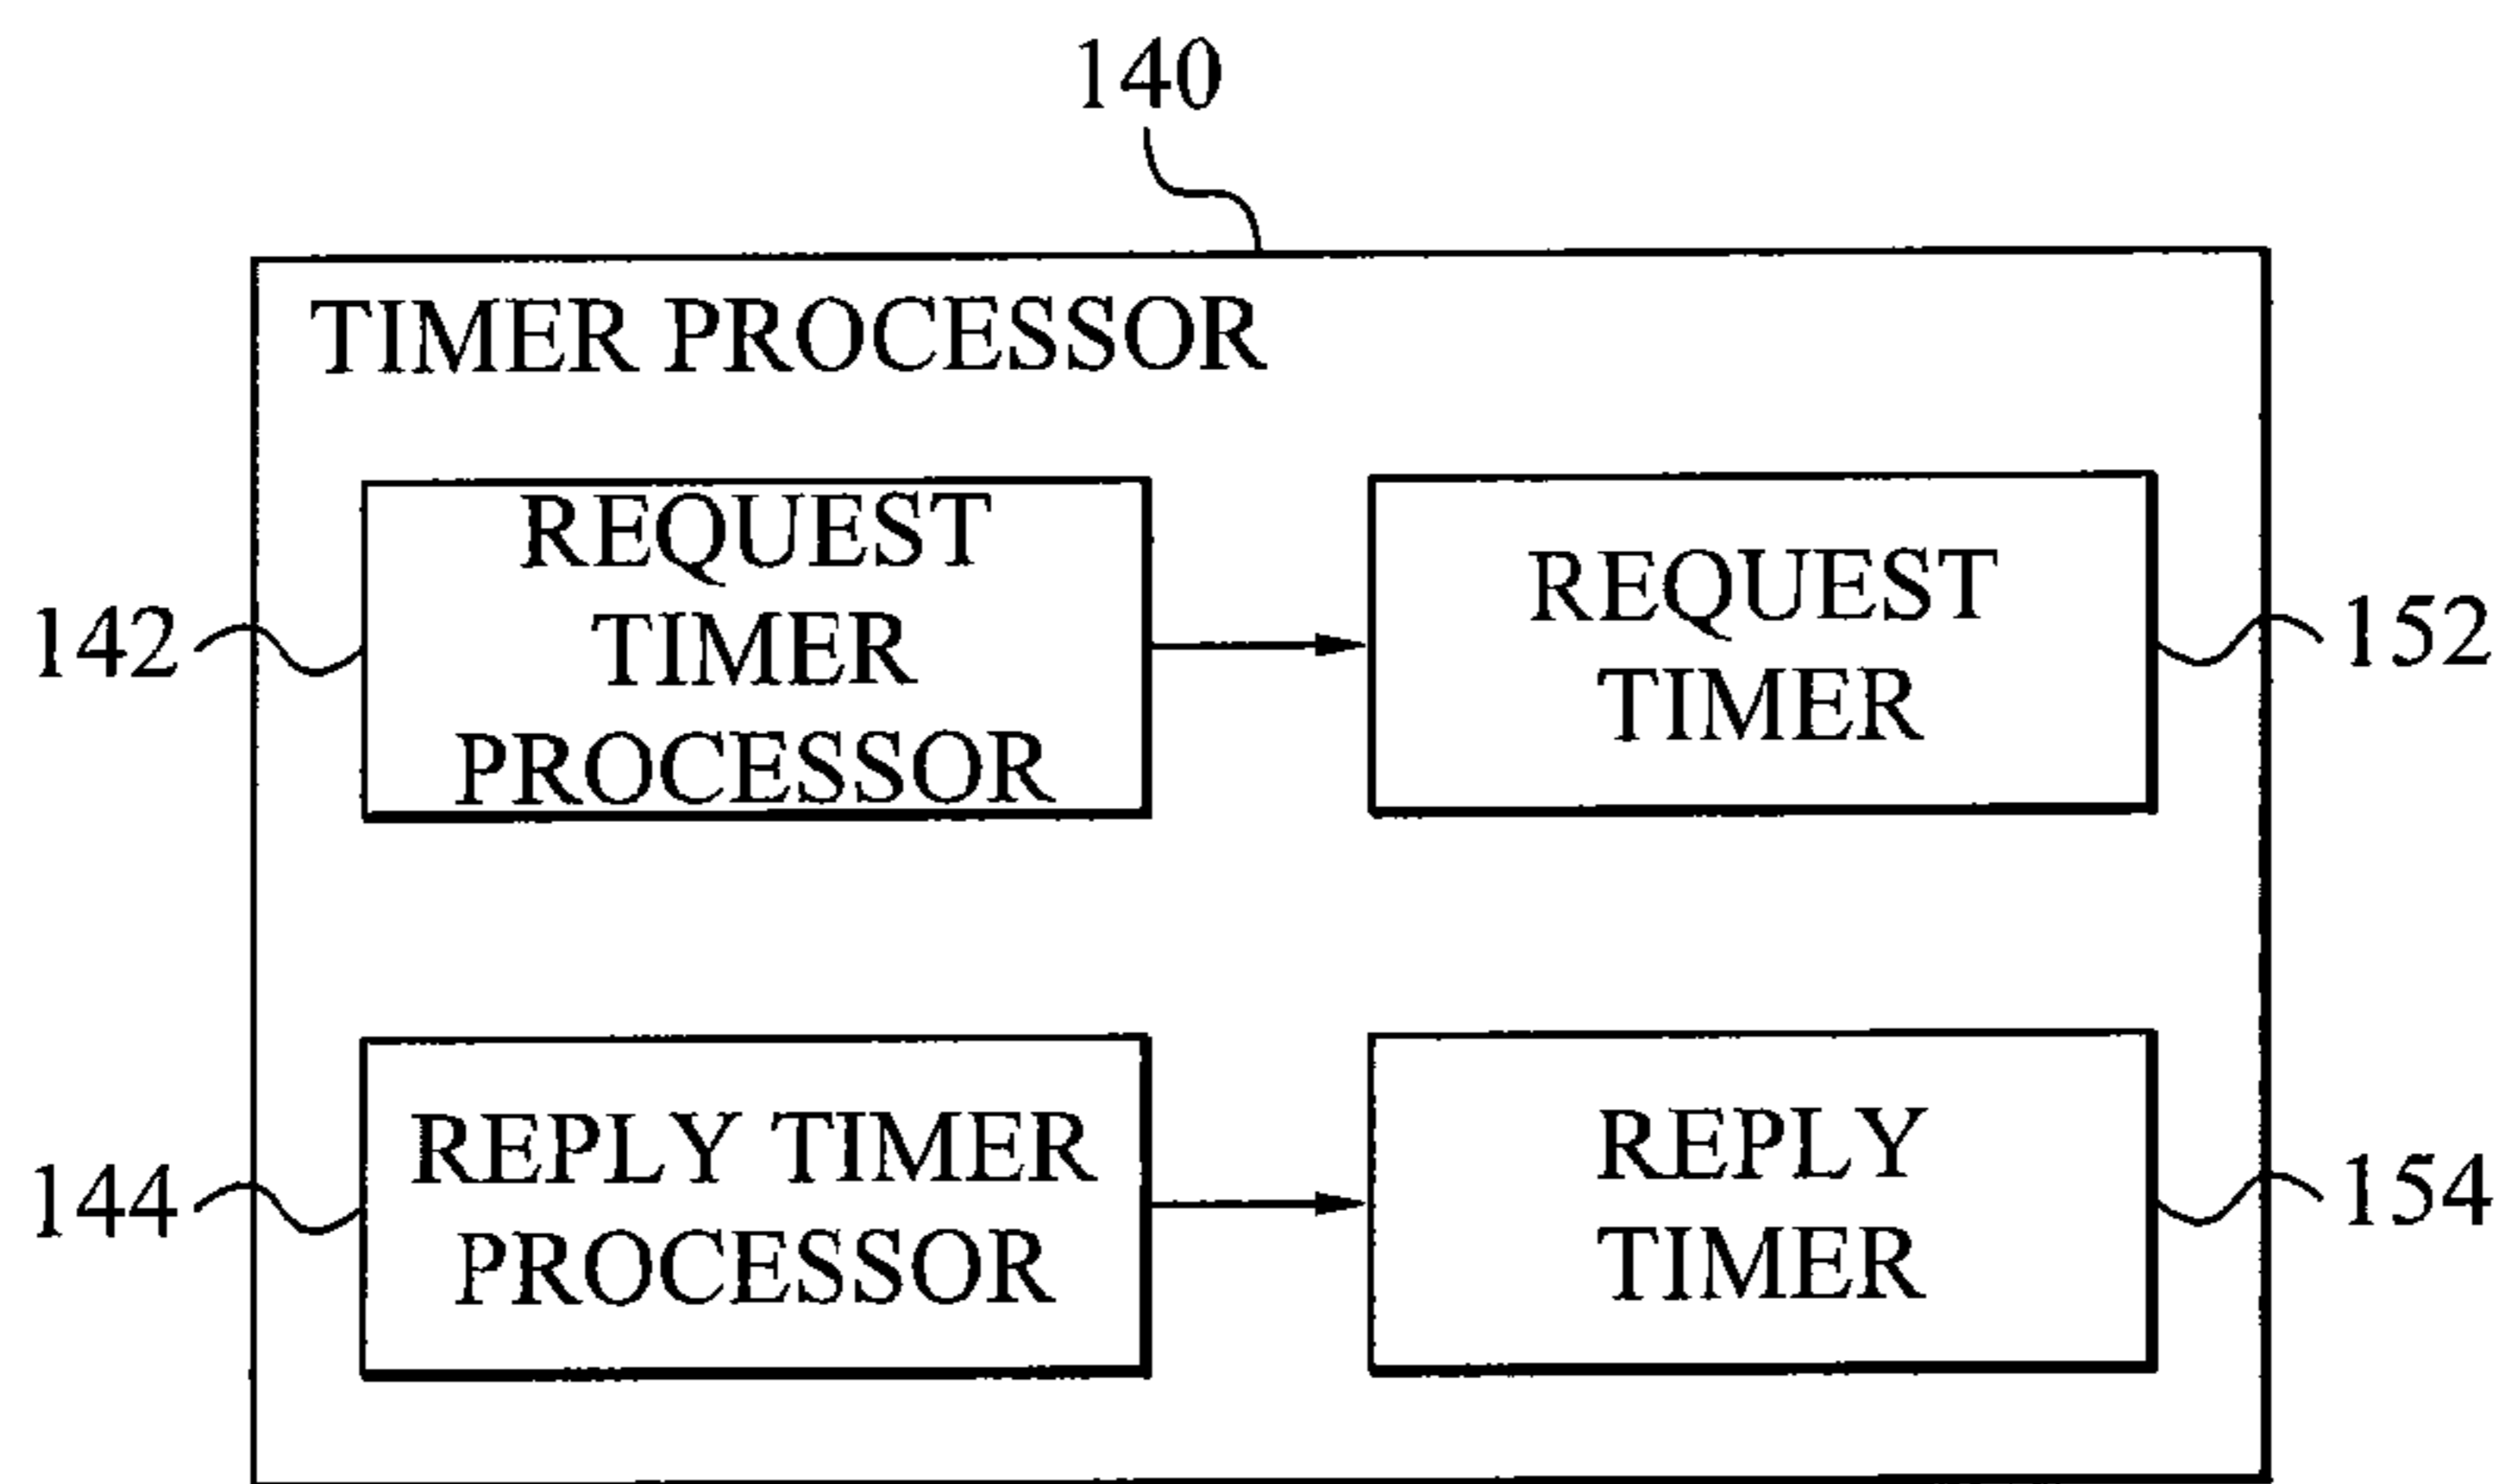 140
TIMER PROCESSOR
REQUEST
TIMER
PROCESSOR
142
REQUEST
TIMER
152
REPLY TIMER
PROCESSOR
144
REPLY
TIMER
154